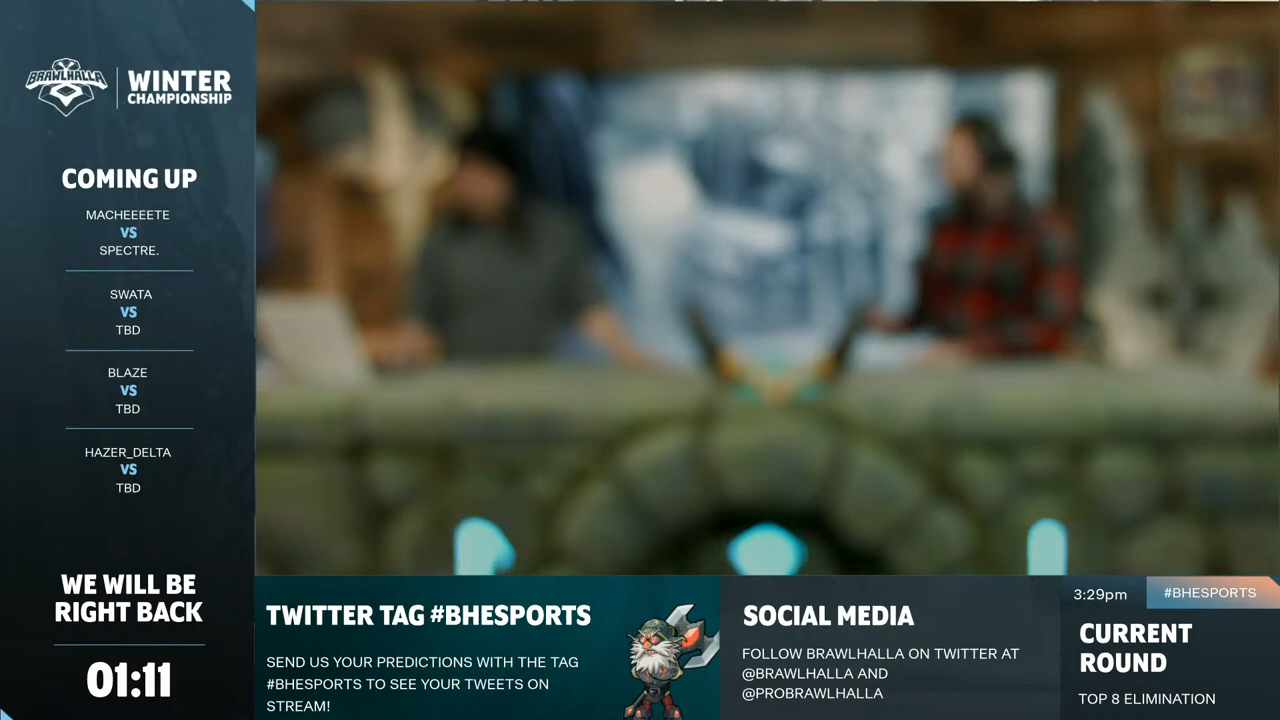 BRAWLHALLA
WINTER
CHAMPIONSHIP
COMING UP
MACHEEEETE
VS
SPECTRE.
SWATA
VS
TBD
BLAZE
VS
TBD
HAZER_DELTA
VS
TBD
WE WILL BE
RIGHT BACK
01:11
TWITTER TAG #BHESPORTS
SEND US YOUR PREDICTIONS WITH THE TAG
#BHESPORTS TO SEE YOUR TWEETS ON
STREAM!
SOCIAL MEDIA
FOLLOW BRAWLHALLA ON TWITTER AT
@BRAWLHALLA AND
@PROBRAWLHALLA
3:29pm
#BHESPORTS
CURRENT
ROUND
TOP 8 ELIMINATION